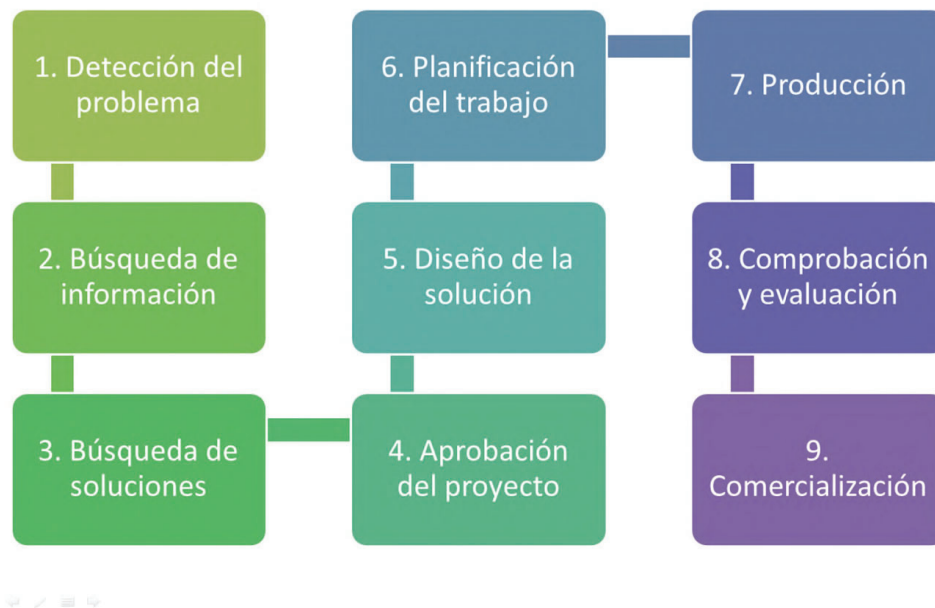 1. Detección del
problema
2. Búsqueda de
información
3. Búsqueda de
soluciones
4. Aprobación
del proyecto
5. Diseño de la
solución
6. Planificación
del trabajo
7. Producción
8. Comprobación
y evaluación
9.
Comercialización